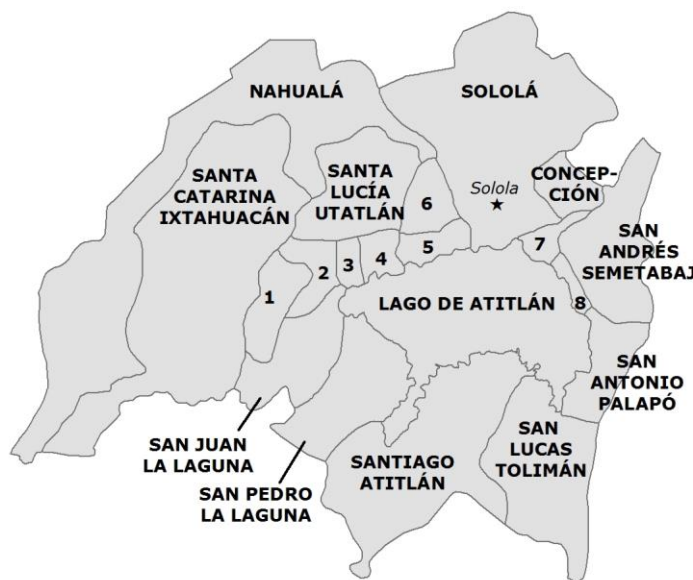 NAHUALÁ
SOLOLÁ
SANTA
CATARINA
IXTAHUACÁN
SANTA
LUCÍA
UTATLÁN
6
Solola
CONCEP-
CIÓN
SAN
ANDRÉS
SEMETABAJ
7
5
4
3
2
1
8
LAGO DE ATITLÁN
SAN
ANTONIO
PALAPÓ
SAN JUAN
LA LAGUNA
SAN PEDRO
LA LAGUNA
SANTIAGO
ATITLÁN
SAN
LUCAS
TOLIMÁN